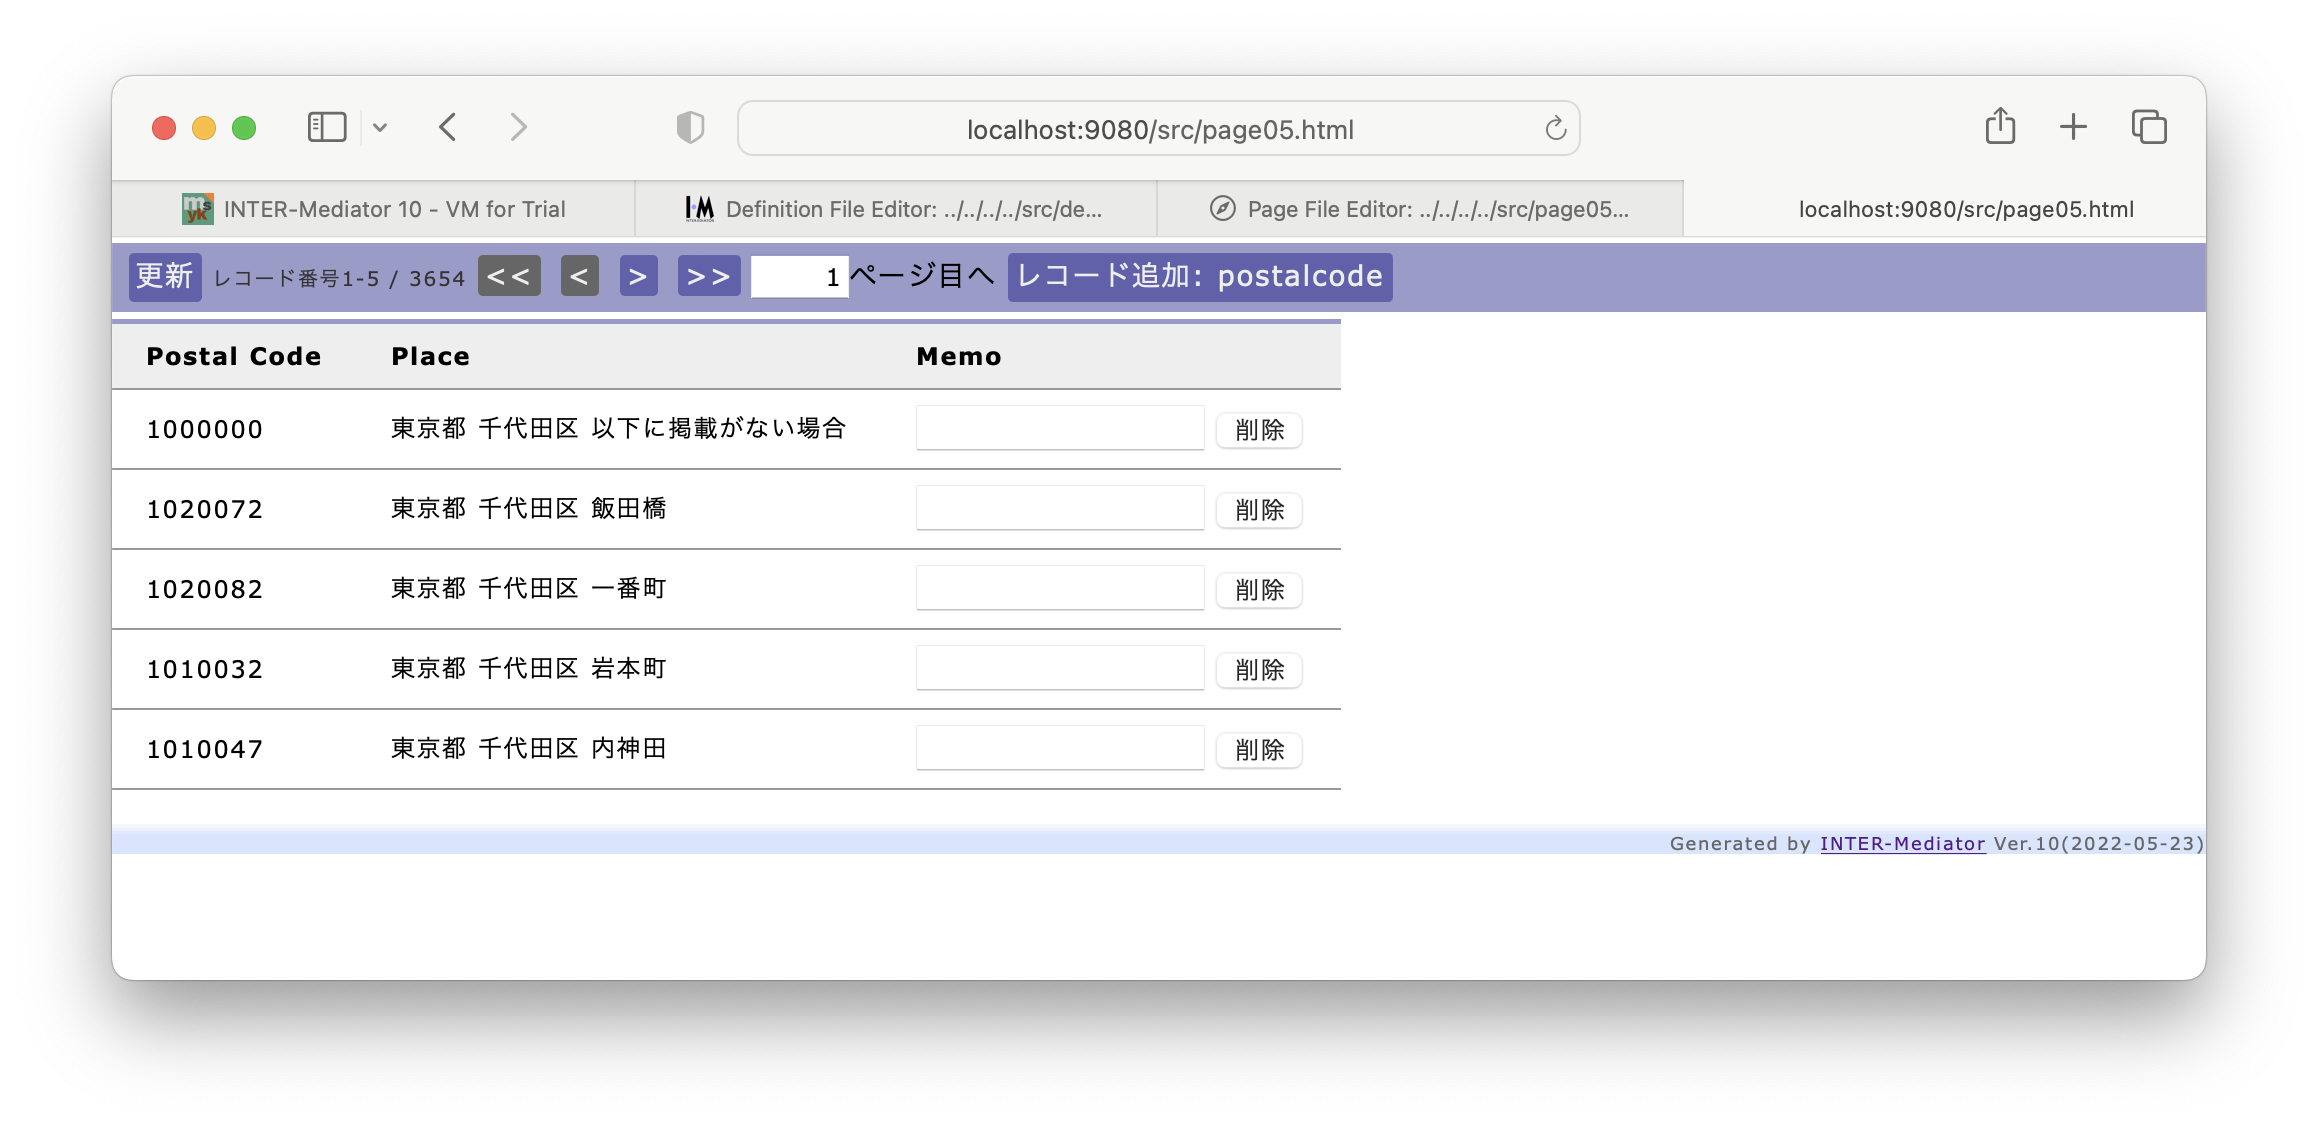 localhost:9080/src/page05.html
INTER-Mediator 10 - VM for Trial
Definition File Editor: ../../../../src/de...
Page File Editor: ../../../../src/page05...
localhost:9080/src/page05.html
更新 レコード番号1-5 / 3654 << < > >> 1 ページ目へ レコード追加: postalcode
Postal Code Place Memo
1000000 東京都 千代田区 以下に掲載がない場合 削除
1020072 東京都 千代田区 飯田橋 削除
1020082 東京都 千代田区 一番町 削除
1010032 東京都 千代田区 岩本町 削除
1010047 東京都 千代田区 内神田 削除
Generated by INTER-Mediator Ver.10(2022-05-23)